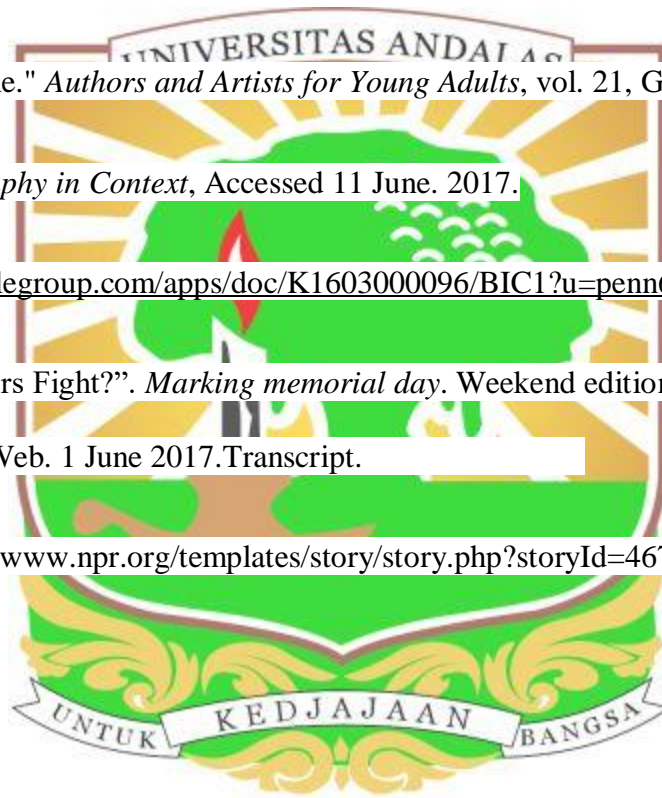 UNIVERSITAS ANDALAS
e." Authors and Artists for Young Adults, vol. 21, G
phy in Context, Accessed 11 June. 2017.
legroup.com/apps/doc/K1603000096/BIC1?u=penn
rs Fight?”. Marking memorial day. Weekend edition
Web. 1 June 2017.Transcript.
www.npr.org/templates/story/story.php?storyId=467
UNTUK KEDJAJAAN BANGSA